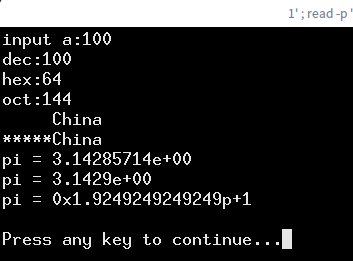 1';read -p '
input a:100
dec:100
hex:64
oct:144
     China
*****China
pi = 3.14285714e+00
pi = 3.1429e+00
pi = 0x1.9249249249249p+1
Press any key to continue...